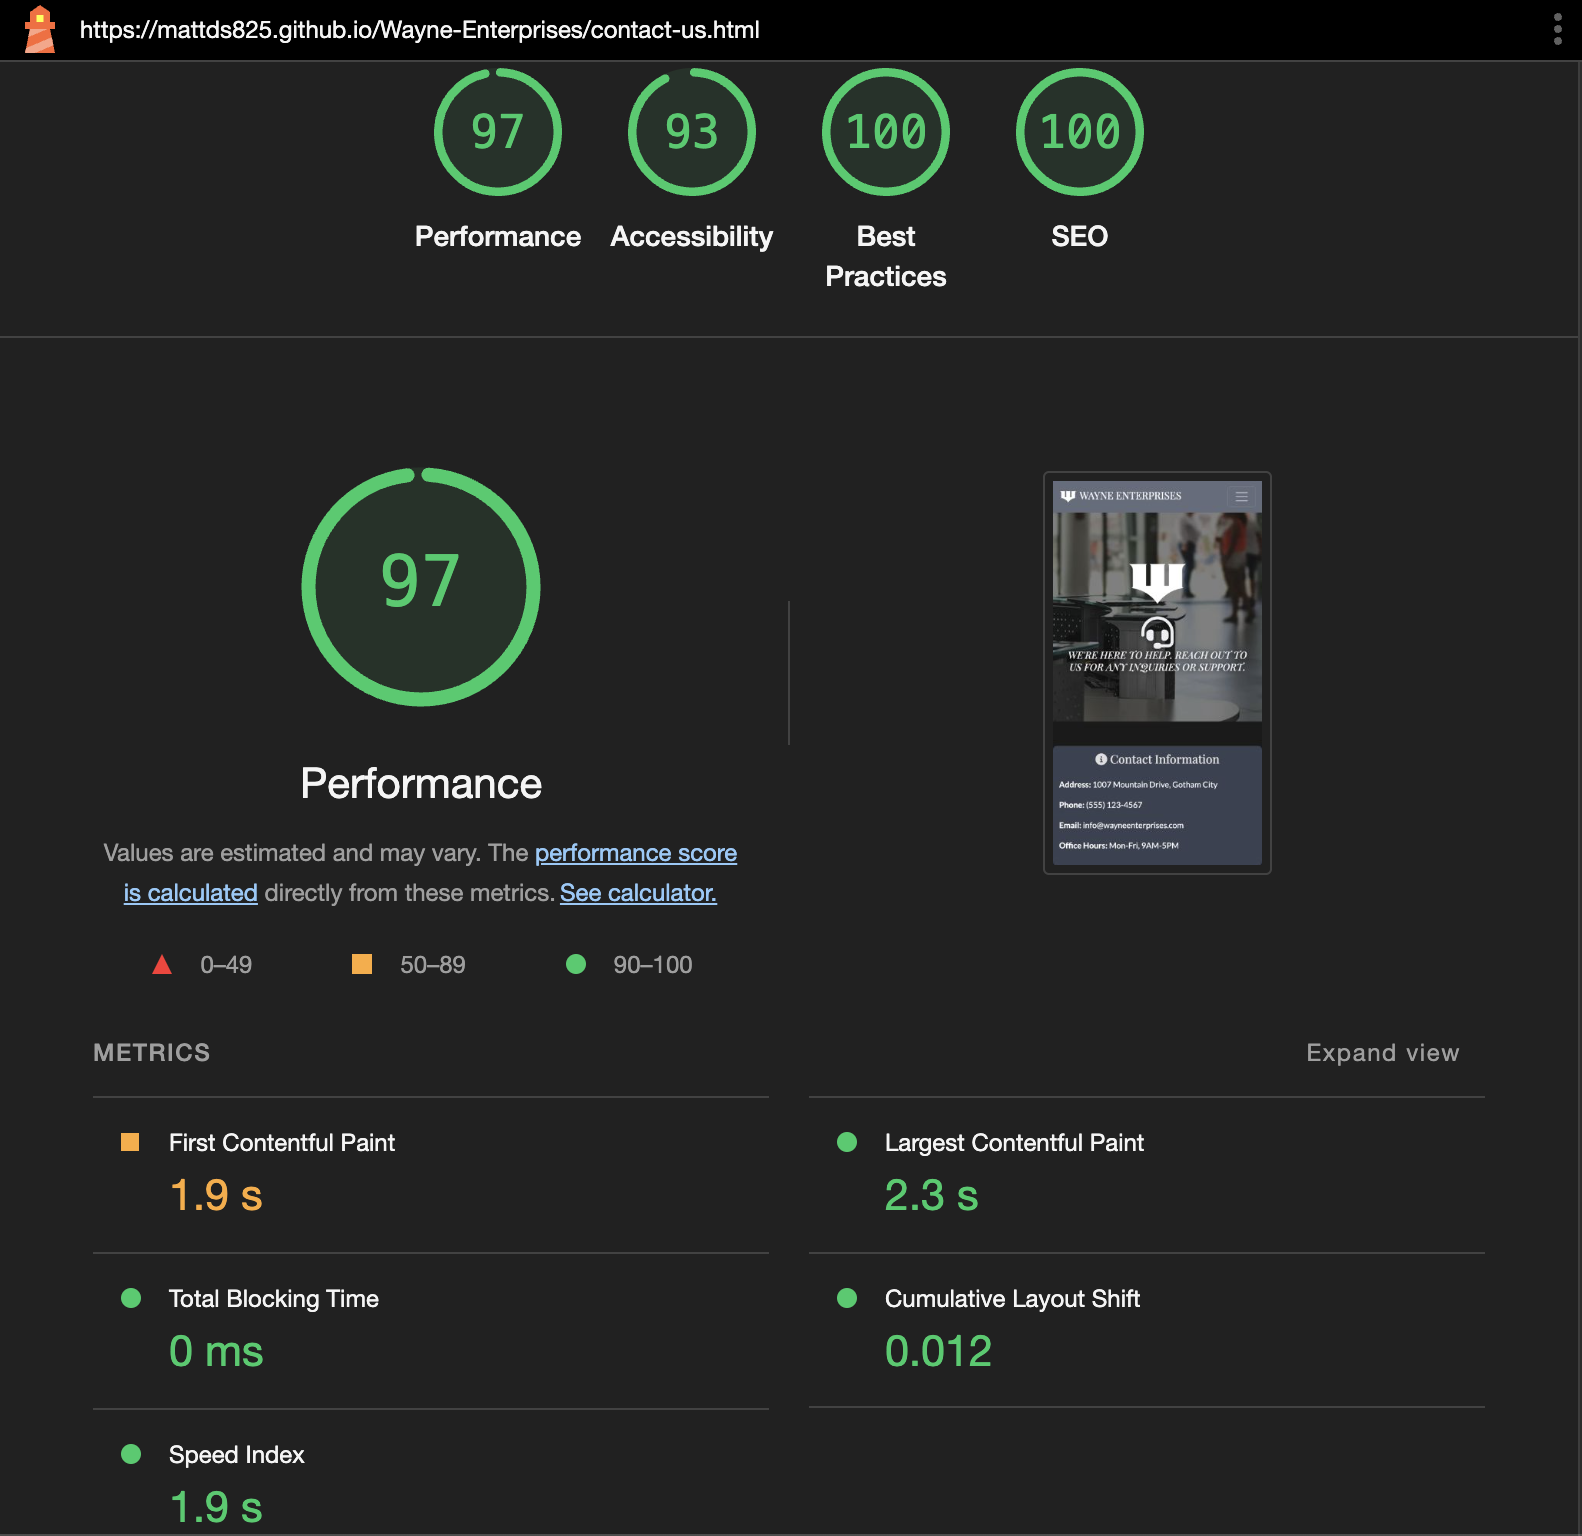 https://mattds825.github.io/Wayne-Enterprises/contact-us.html
97
93
100
100
Performance
Accessibility
Best
Practices
SEO
97
Performance
Values are estimated and may vary. The performance score
is calculated directly from these metrics. See calculator.
0–49
50–89
90–100
WAYNE ENTERPRISES
WE'RE HERE TO HELP. REACH OUT TO
US FOR ANY INQUIRIES OR SUPPORT.
Contact Information
Address: 1007 Mountain Drive, Gotham City
Phone: (555) 123-4567
Email: info@wayneenterprises.com
Office Hours: Mon-Fri, 9AM-5PM
METRICS
Expand view
First Contentful Paint
1.9 s
Largest Contentful Paint
2.3 s
Total Blocking Time
0 ms
Cumulative Layout Shift
0.012
Speed Index
1.9 s